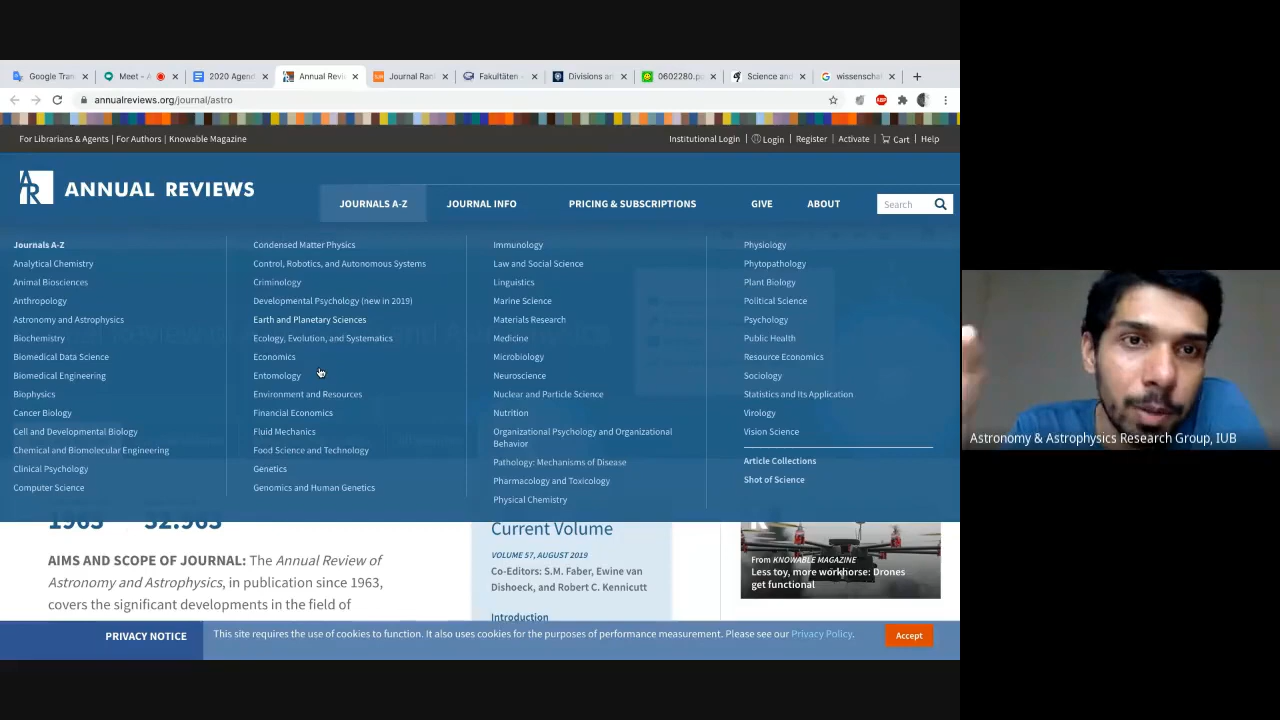 Google Tran
Meet – A
2020 Agend
Annual Revi
Journal Rank
Fakultäten -
Divisions an
0602280.p
Science and
wissenschaf
annualreviews.org/journal/astro
For Librarians & Agents | For Authors | Knowable Magazine
Institutional Login | Login | Register | Activate | Cart | Help
AR ANNUAL REVIEWS
JOURNALS A-Z
JOURNAL INFO
PRICING & SUBSCRIPTIONS
GIVE
ABOUT
Search
Journals A-Z
Analytical Chemistry
Animal Biosciences
Anthropology
Astronomy and Astrophysics
Biochemistry
Biomedical Data Science
Biomedical Engineering
Biophysics
Cancer Biology
Cell and Developmental Biology
Chemical and Biomolecular Engineering
Clinical Psychology
Computer Science
Condensed Matter Physics
Control, Robotics, and Autonomous Systems
Criminology
Developmental Psychology (new in 2019)
Earth and Planetary Sciences
Ecology, Evolution, and Systematics
Economics
Entomology
Environment and Resources
Financial Economics
Fluid Mechanics
Food Science and Technology
Genetics
Genomics and Human Genetics
Immunology
Law and Social Science
Linguistics
Marine Science
Materials Research
Medicine
Microbiology
Neuroscience
Nuclear and Particle Science
Nutrition
Organizational Psychology and Organizational
Behavior
Pathology: Mechanisms of Disease
Pharmacology and Toxicology
Physical Chemistry
Physiology
Phytopathology
Plant Biology
Political Science
Psychology
Public Health
Resource Economics
Sociology
Statistics and Its Application
Virology
Vision Science
Article Collections
Shot of Science
1963 32.963
AIMS AND SCOPE OF JOURNAL: The Annual Review of
Astronomy and Astrophysics, in publication since 1963,
covers the significant developments in the field of
Current Volume
VOLUME 57, AUGUST 2019
Co-Editors: S.M. Faber, Ewine van
Dishoeck, and Robert C. Kennicutt
Introduction
From KNOWABLE MAGAZINE
Less toy, more workhorse: Drones
get functional
PRIVACY NOTICE
This site requires the use of cookies to function. It also uses cookies for the purposes of performance measurement. Please see our Privacy Policy.
Accept
Astronomy & Astrophysics Research Group, IUB